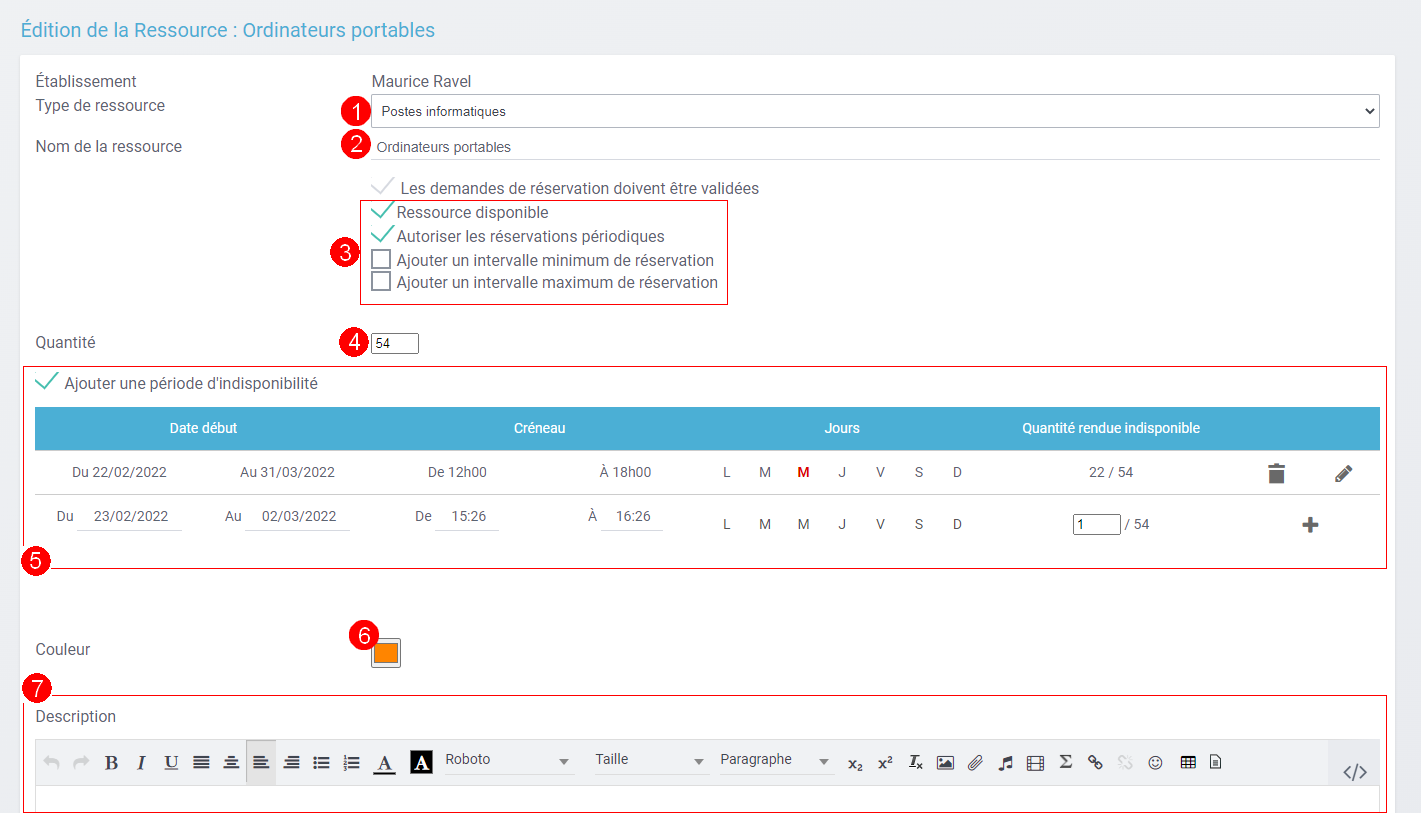 Édition de la Ressource : Ordinateurs portables
Établissement Maurice Ravel
Type de ressource 1 Postes informatiques
Nom de la ressource 2 Ordinateurs portables
Les demandes de réservation doivent être validées
Ressource disponible
Autoriser les réservations périodiques
3
Ajouter un intervalle minimum de réservation
Ajouter un intervalle maximum de réservation
Quantité 4 54
Ajouter une période d'indisponibilité
Date début Créneau Jours Quantité rendue indisponible
Du 22/02/2022 Au 31/03/2022 De 12h00 À 18h00 L M M J V S D 22 / 54
Du 23/02/2022 Au 02/03/2022 De 15:26 À 16:26 L M M J V S D 1 / 54
5
Couleur 6
7
Description
B I U A A Roboto Taille Paragraphe x₂ x² Ix Σ </>